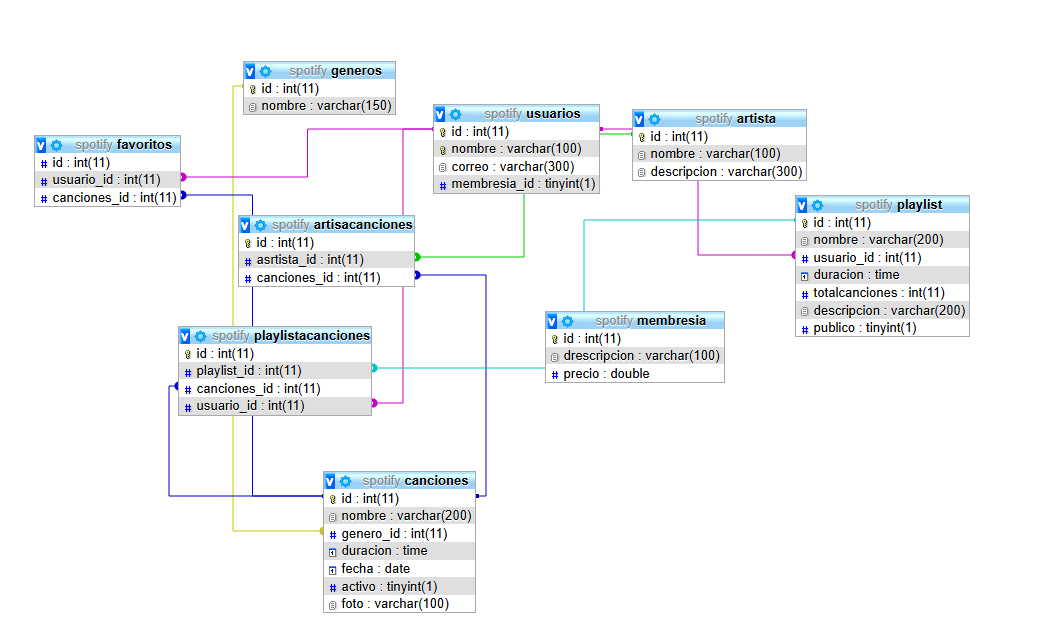 spotify generos
id : int(11)
nombre : varchar(150)
spotify usuarios
id : int(11)
nombre : varchar(100)
correo : varchar(300)
membresia_id : tinyint(1)
spotify artista
id : int(11)
nombre : varchar(100)
descripcion : varchar(300)
spotify favoritos
id : int(11)
usuario_id : int(11)
canciones_id : int(11)
spotify playlist
id : int(11)
nombre : varchar(200)
usuario_id : int(11)
duracion : time
totalcanciones : int(11)
descripcion : varchar(200)
publico : tinyint(1)
spotify artisacanciones
id : int(11)
asrtista_id : int(11)
canciones_id : int(11)
spotify membresia
id : int(11)
drescripcion : varchar(100)
precio : double
spotify playlistacanciones
id : int(11)
playlist_id : int(11)
canciones_id : int(11)
usuario_id : int(11)
spotify canciones
id : int(11)
nombre : varchar(200)
genero_id : int(11)
duracion : time
fecha : date
activo : tinyint(1)
foto : varchar(100)